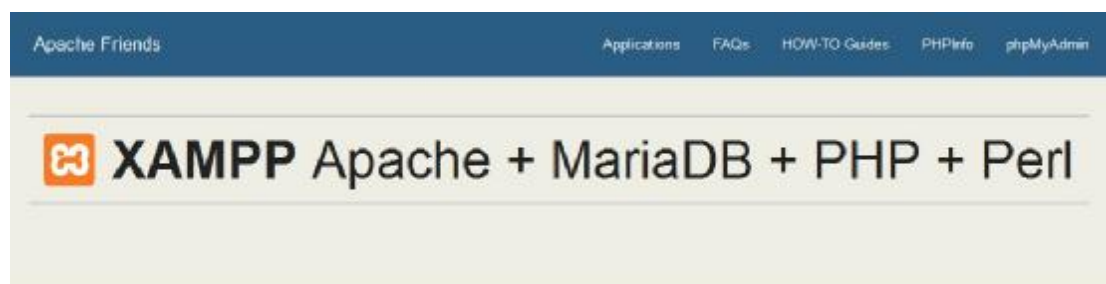 Apache Friends Applications FAQs HOW-TO Guides PHPInfo phpMyAdmin
XAMPP Apache + MariaDB + PHP + Perl